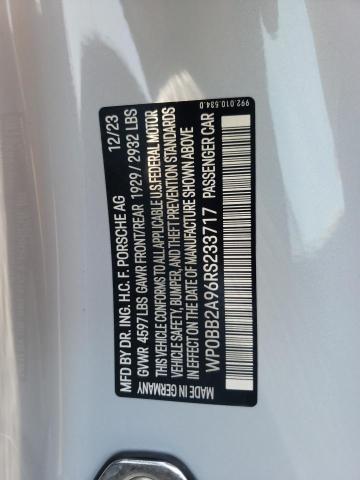 992.010.534.0
12/23
MFD BY DR. ING. H.C. F. PORSCHE AG
GVWR 4597 LBS GAWR FRONT/REAR 1929 / 2932 LBS
THIS VEHICLE CONFORMS TO ALL APPLICABLE U.S. FEDERAL MOTOR
VEHICLE SAFETY, BUMPER, AND THEFT PREVENTION STANDARDS
IN EFFECT ON THE DATE OF MANUFACTURE SHOWN ABOVE
WP0BB2A96RS233717 PASSENGER CAR
MADE IN GERMANY